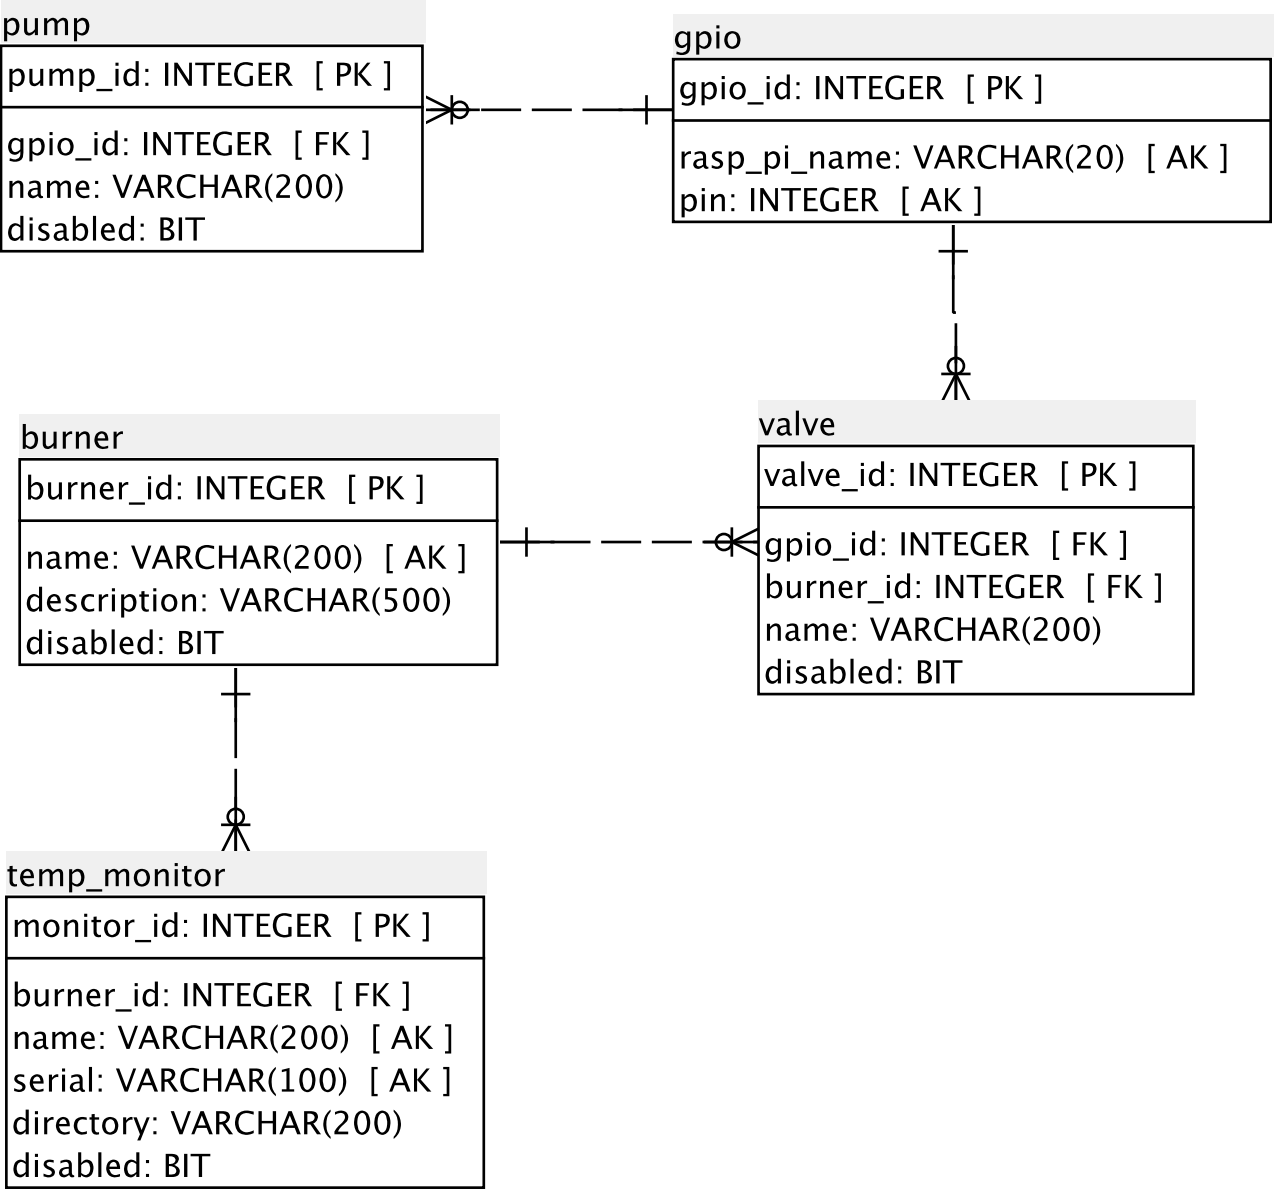 pump
pump_id: INTEGER [ PK ]
gpio_id: INTEGER [ FK ]
name: VARCHAR(200)
disabled: BIT
gpio
gpio_id: INTEGER [ PK ]
rasp_pi_name: VARCHAR(20) [ AK ]
pin: INTEGER [ AK ]
burner
burner_id: INTEGER [ PK ]
name: VARCHAR(200) [ AK ]
description: VARCHAR(500)
disabled: BIT
valve
valve_id: INTEGER [ PK ]
gpio_id: INTEGER [ FK ]
burner_id: INTEGER [ FK ]
name: VARCHAR(200)
disabled: BIT
temp_monitor
monitor_id: INTEGER [ PK ]
burner_id: INTEGER [ FK ]
name: VARCHAR(200) [ AK ]
serial: VARCHAR(100) [ AK ]
directory: VARCHAR(200)
disabled: BIT